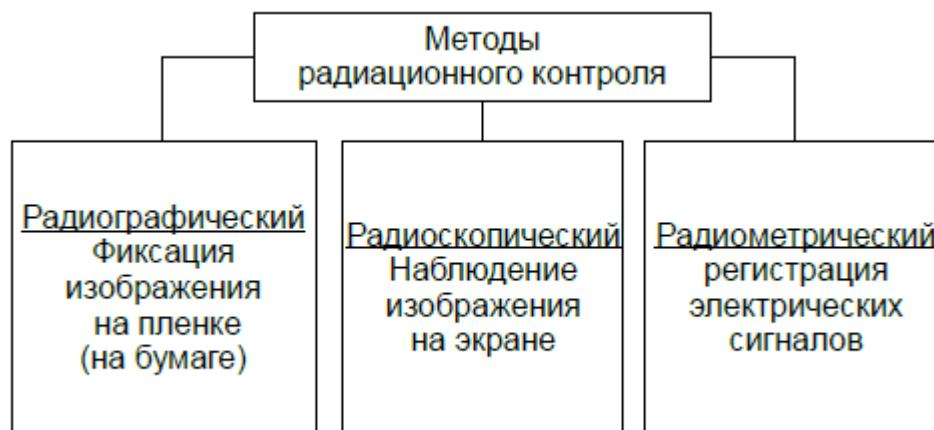 Методы
радиационного контроля
Радиографический
Фиксация
изображения
на пленке
(на бумаге)
Радиоскопический
Наблюдение
изображения
на экране
Радиометрический
регистрация
электрических
сигналов